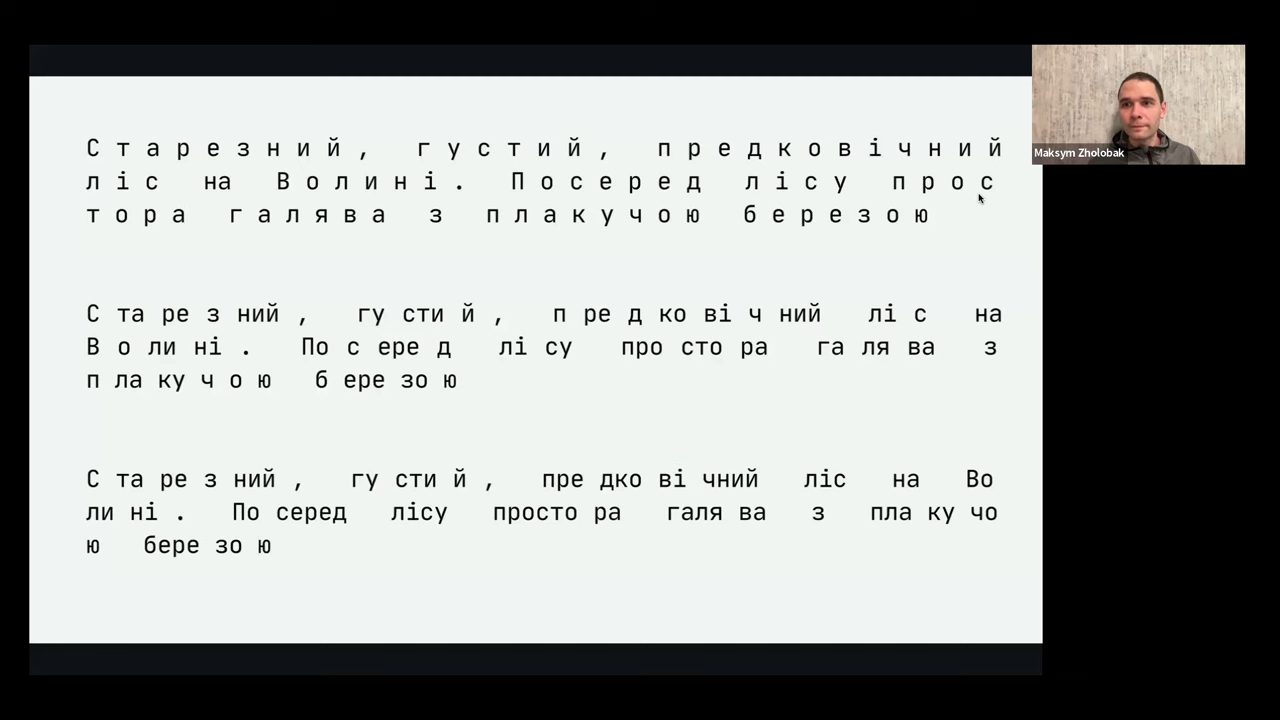 С т а р е з н и й , г у с т и й , п р е д к о в і ч н и й
л і с на В о л и н і . П о с е р е д л і с у п р о с
т о р а г а л я в а з п л а к у ч о ю б е р е з о ю
С та ре з ний , гу сти й , п ре д ко ві ч ний лі с на
В о ли ні . По с ере д лі су про сто ра га ля ва з
п ла ку ч о ю б ере зо ю
С та ре з ний , гу сти й , пре дко ві чний ліс на Во
ли ні . По серед лісу просто ра галя ва з пла ку чо
ю бере зо ю
Maksym Zholobak